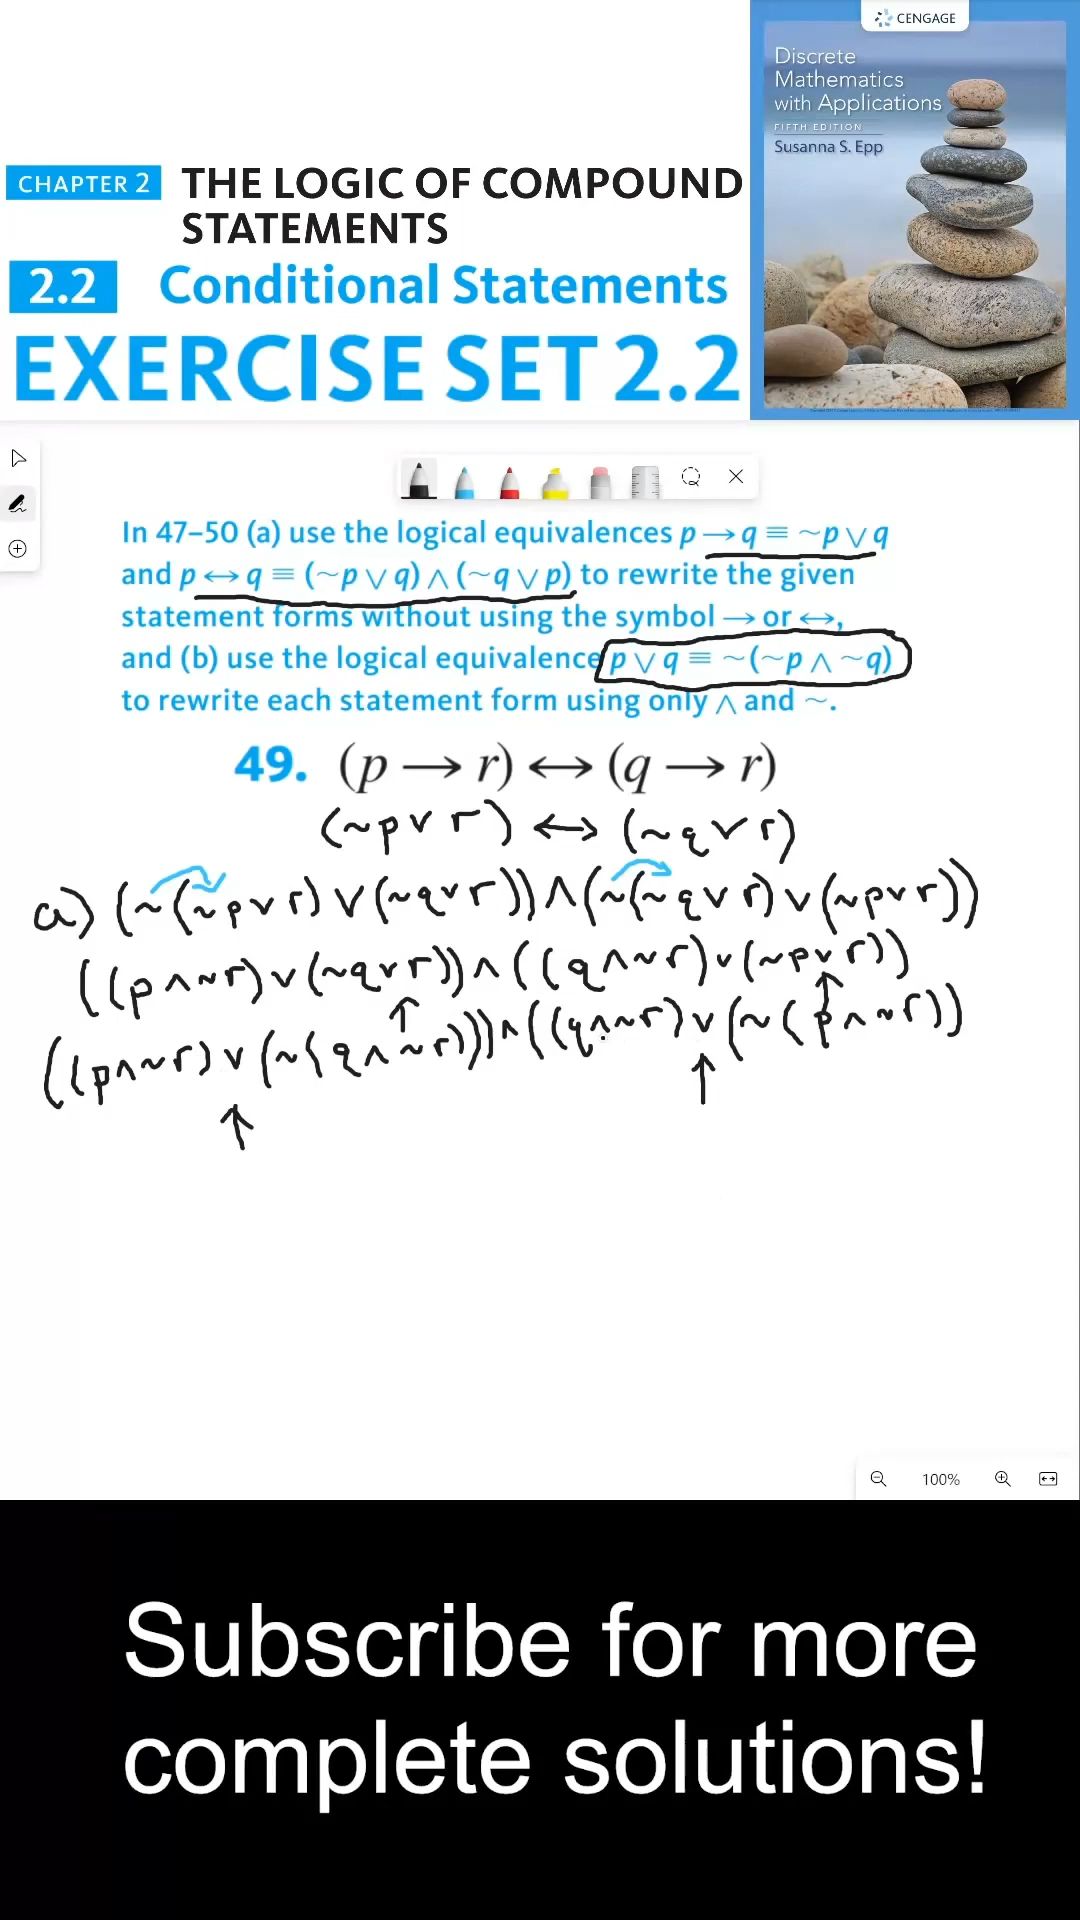 CENGAGE
Discrete
Mathematics
with Applications
FIFTH EDITION
Susanna S. Epp
CHAPTER 2 THE LOGIC OF COMPOUND
STATEMENTS
2.2 Conditional Statements
EXERCISE SET 2.2
In 47–50 (a) use the logical equivalences p → q ≡ ~p ∨ q
and p ↔ q ≡ (~p ∨ q) ∧ (~q ∨ p) to rewrite the given
statement forms without using the symbol → or ↔,
and (b) use the logical equivalence p ∨ q ≡ ~(~p ∧ ~q)
to rewrite each statement form using only ∧ and ~.
49. (p → r) ↔ (q → r)
(~p ∨ r) ↔ (~q ∨ r)
a) (~(~p ∨ r) ∨ (~q ∨ r)) ∧ (~(~q ∨ r) ∨ (~p ∨ r))
((p ∧ ~r) ∨ (~q ∨ r)) ∧ ((q ∧ ~r) ∨ (~p ∨ r))
((p ∧ ~r) ∨ (~(q ∧ ~r))) ∧ ((q ∧ ~r) ∨ (~(p ∧ ~r))
100%
Subscribe for more
complete solutions!